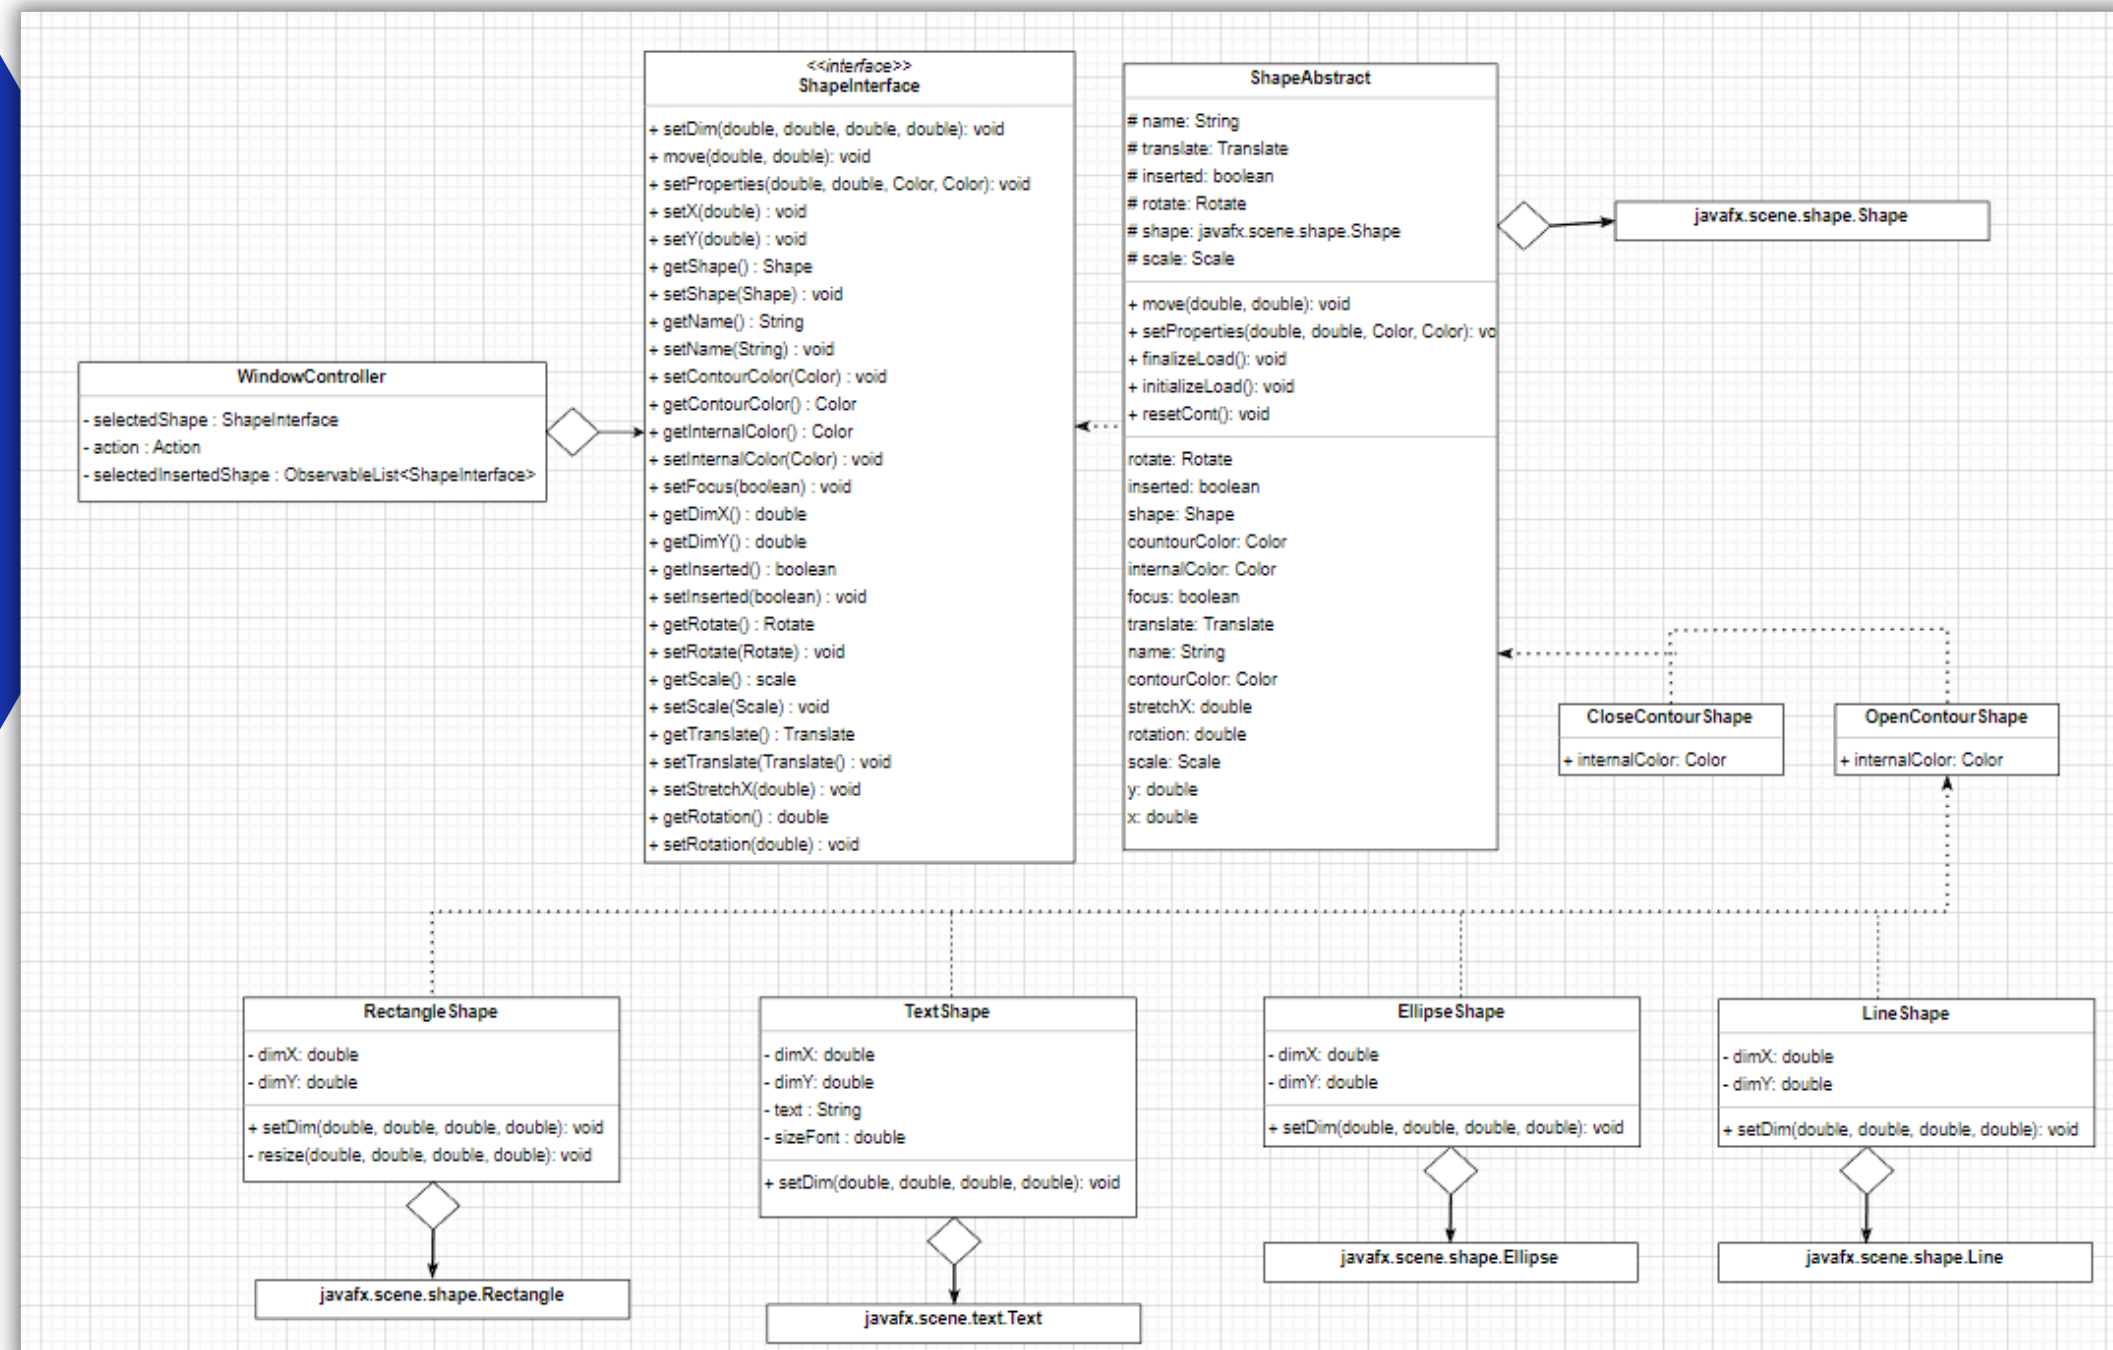 <<interface>>
ShapeInterface
+ setDim(double, double, double, double): void
+ move(double, double): void
+ setProperties(double, double, Color, Color): void
+ setX(double) : void
+ setY(double) : void
+ getShape() : Shape
+ setShape(Shape) : void
+ getName() : String
+ setName(String) : void
+ setContourColor(Color) : void
+ getContourColor() : Color
+ getInternalColor() : Color
+ setInternalColor(Color) : void
+ setFocus(boolean) : void
+ getDimX() : double
+ getDimY() : double
+ getInserted() : boolean
+ setInserted(boolean) : void
+ getRotate() : Rotate
+ setRotate(Rotate) : void
+ getScale() : scale
+ setScale(Scale) : void
+ getTranslate() : Translate
+ setTranslate(Translate() : void
+ setStretchX(double) : void
+ getRotation() : double
+ setRotation(double) : void
ShapeAbstract
# name: String
# translate: Translate
# inserted: boolean
# rotate: Rotate
# shape: javafx.scene.shape.Shape
# scale: Scale
+ move(double, double): void
+ setProperties(double, double, Color, Color): vo
+ finalizeLoad(): void
+ initializeLoad(): void
+ resetCont(): void
rotate: Rotate
inserted: boolean
shape: Shape
countourColor: Color
internalColor: Color
focus: boolean
translate: Translate
name: String
contourColor: Color
stretchX: double
rotation: double
scale: Scale
y: double
x: double
javafx.scene.shape.Shape
WindowController
- selectedShape : ShapeInterface
- action : Action
- selectedInsertedShape : ObservableList<ShapeInterface>
CloseContourShape
+ internalColor: Color
OpenContourShape
+ internalColor: Color
RectangleShape
- dimX: double
- dimY: double
+ setDim(double, double, double, double): void
- resize(double, double, double, double): void
javafx.scene.shape.Rectangle
TextShape
- dimX: double
- dimY: double
- text : String
- sizeFont : double
+ setDim(double, double, double, double): void
javafx.scene.text.Text
EllipseShape
- dimX: double
- dimY: double
+ setDim(double, double, double, double): void
javafx.scene.shape.Ellipse
LineShape
- dimX: double
- dimY: double
+ setDim(double, double, double, double): void
javafx.scene.shape.Line